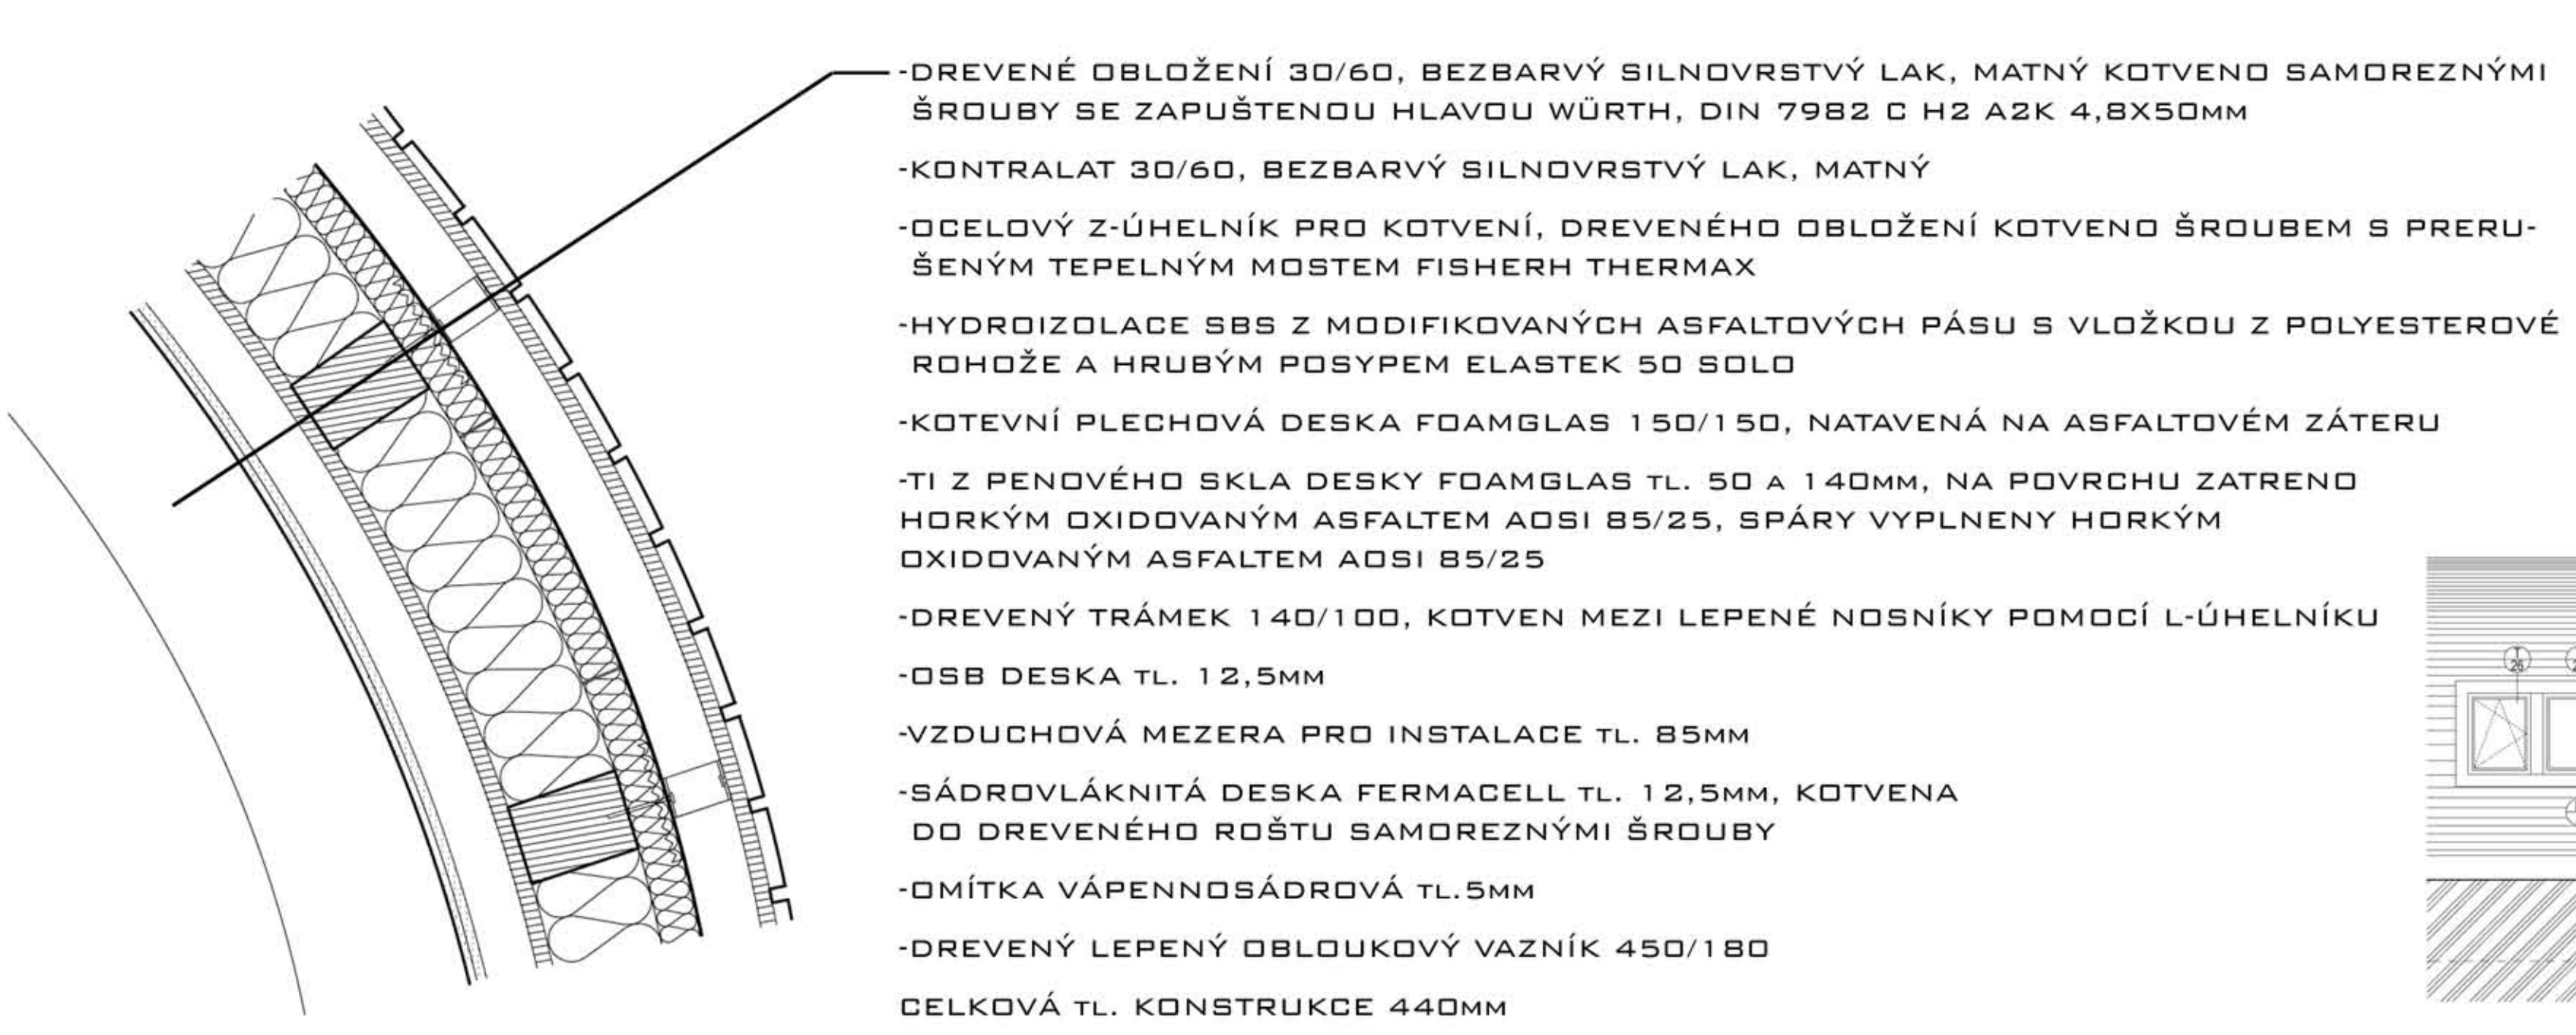 -DREVENÉ OBLOŽENÍ 30/60, BEZBARVÝ SILNOVRSTVÝ LAK, MATNÝ KOTVENO SAMOREZNÝMI
ŠROUBY SE ZAPUŠTENOU HLAVOU WÜRTH, DIN 7982 C H2 A2K 4,8X50MM
-KONTRALAT 30/60, BEZBARVÝ SILNOVRSTVÝ LAK, MATNÝ
-OCELOVÝ Z-ÚHELNÍK PRO KOTVENÍ, DREVENÉHO OBLOŽENÍ KOTVENO ŠROUBEM S PRERU-
ŠENÝM TEPELNÝM MOSTEM FISHERH THERMAX
-HYDROIZOLACE SBS Z MODIFIKOVANÝCH ASFALTOVÝCH PÁSU S VLOŽKOU Z POLYESTEROVÉ
ROHOŽE A HRUBÝM POSYPEM ELASTEK 50 SOLO
-KOTEVNÍ PLECHOVÁ DESKA FOAMGLAS 150/150, NATAVENÁ NA ASFALTOVÉM ZÁTERU
-TI Z PENOVÉHO SKLA DESKY FOAMGLAS TL. 50 A 140MM, NA POVRCHU ZATRENO
HORKÝM OXIDOVANÝM ASFALTEM AOSI 85/25, SPÁRY VYPLNENY HORKÝM
OXIDOVANÝM ASFALTEM AOSI 85/25
-DREVENÝ TRÁMEK 140/100, KOTVEN MEZI LEPENÉ NOSNÍKY POMOCÍ L-ÚHELNÍKU
-OSB DESKA TL. 12,5MM
-VZDUCHOVÁ MEZERA PRO INSTALACE TL. 85MM
-SÁDROVLÁKNITÁ DESKA FERMACELL TL. 12,5MM, KOTVENA
DO DREVENÉHO ROŠTU SAMOREZNÝMI ŠROUBY
-OMÍTKA VÁPENNOSÁDROVÁ TL.5MM
-DREVENÝ LEPENÝ OBLOUKOVÝ VAZNÍK 450/180
CELKOVÁ TL. KONSTRUKCE 440MM
T
26